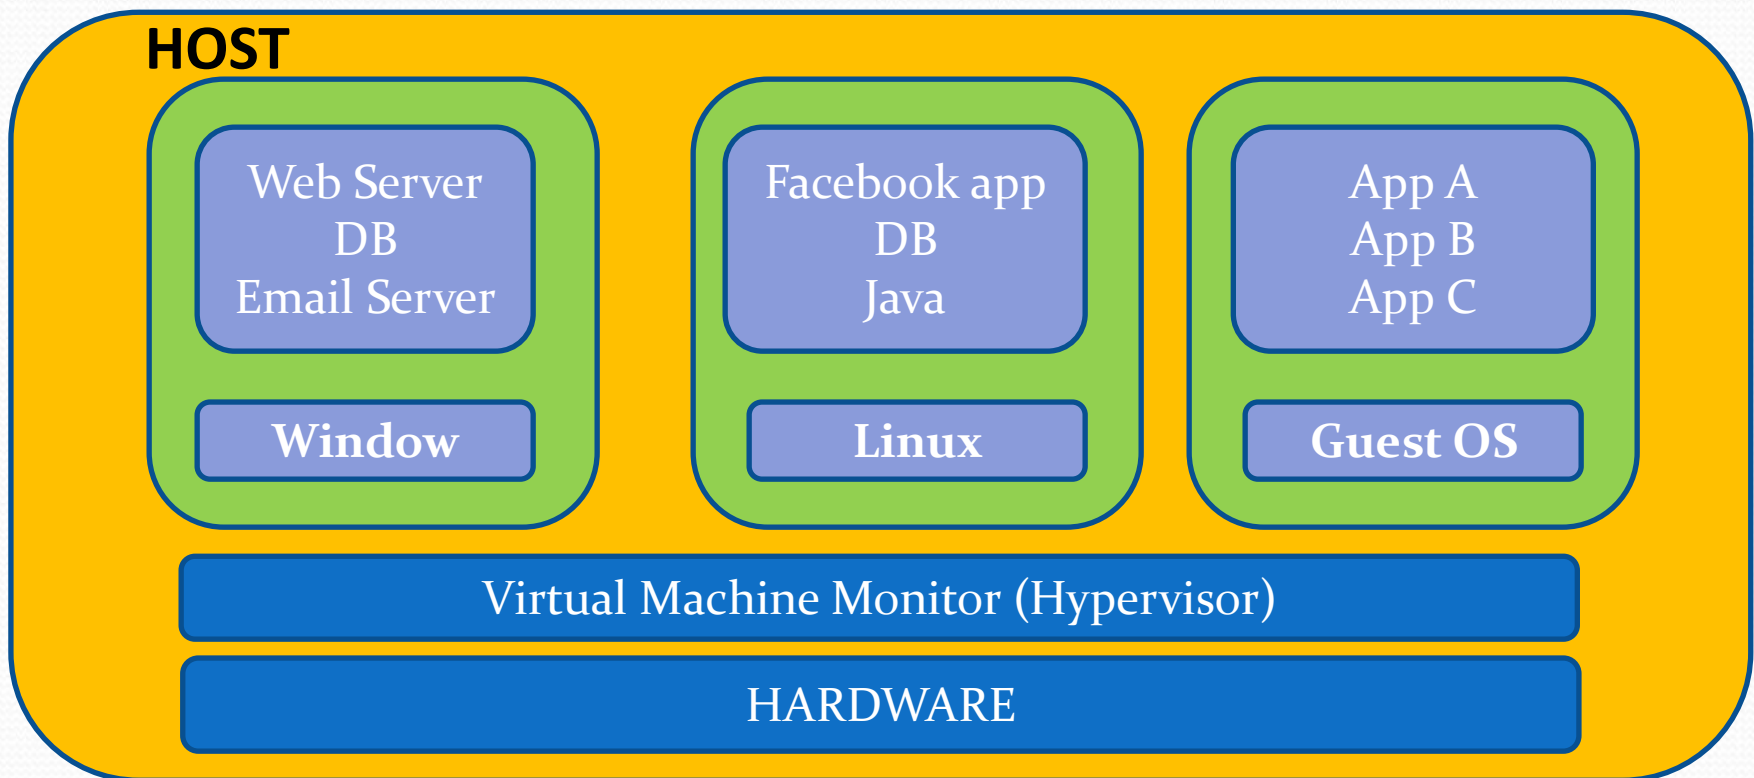 HOST
Web Server
DB
Email Server
Window
Facebook app
DB
Java
Linux
App A
App B
App C
Guest OS
Virtual Machine Monitor (Hypervisor)
HARDWARE